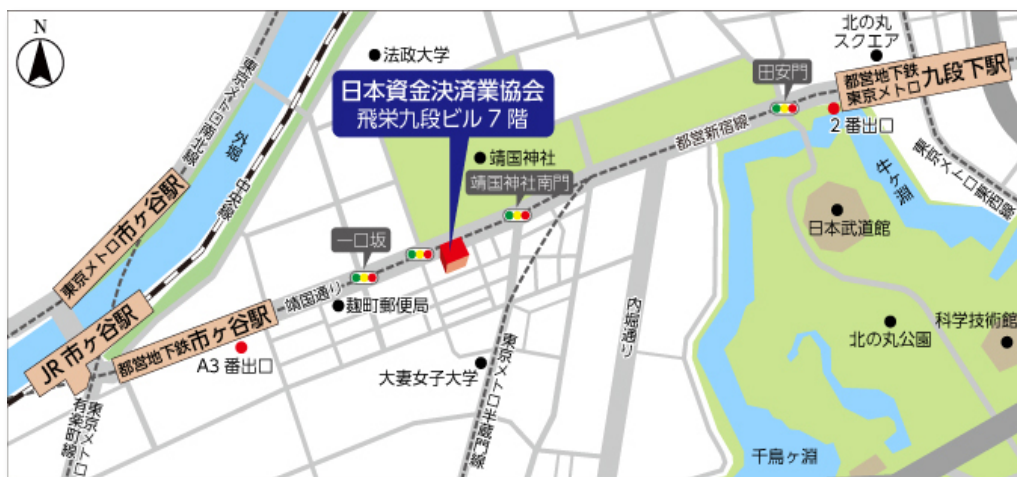 N
法政大学
北の丸
スクエア
田安門
都営地下鉄
東京メトロ
九段下駅
2番出口
日本資金決済業協会
飛栄九段ビル7階
東京メトロ南北線
外堀
中央線
靖国神社
靖国神社南門
都営新宿線
牛ヶ淵
東京メトロ東西線
日本武道館
一口坂
東京メトロ市ヶ谷駅
靖国通り
麹町郵便局
内堀通り
北の丸公園
科学技術館
JR市ヶ谷駅
都営地下鉄市ヶ谷駅
A3番出口
大妻女子大学
東京メトロ半蔵門線
東京メトロ
有楽町線
千鳥ヶ淵